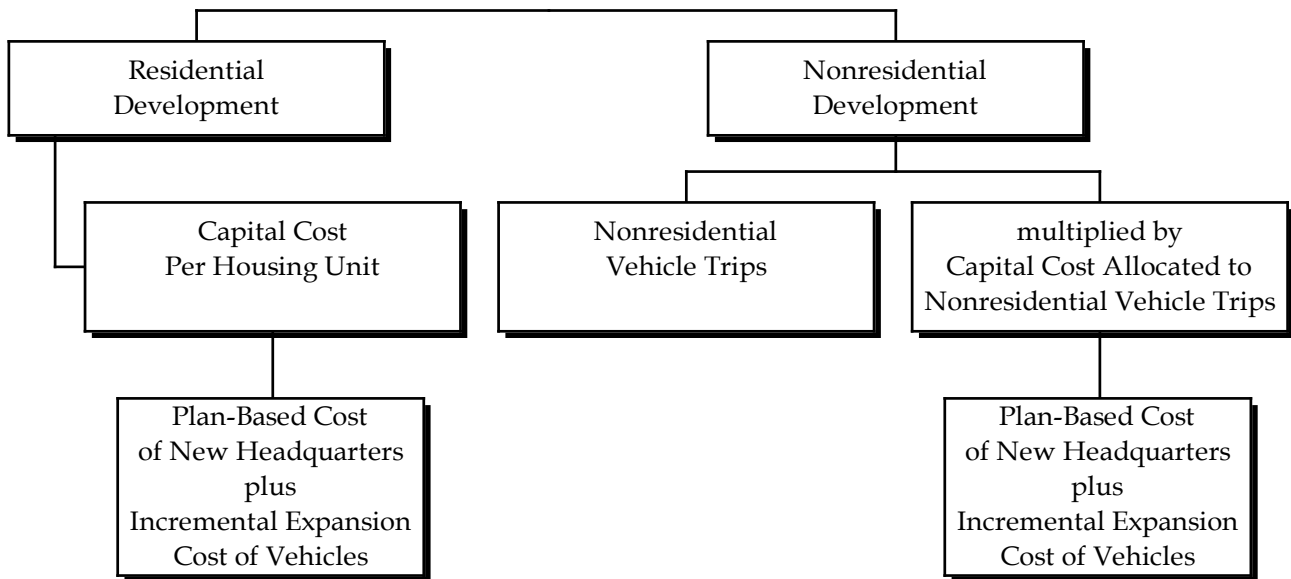 Residential
Development
Nonresidential
Development
Capital Cost
Per Housing Unit
Nonresidential
Vehicle Trips
multiplied by
Capital Cost Allocated to
Nonresidential Vehicle Trips
Plan-Based Cost
of New Headquarters
plus
Incremental Expansion
Cost of Vehicles
Plan-Based Cost
of New Headquarters
plus
Incremental Expansion
Cost of Vehicles